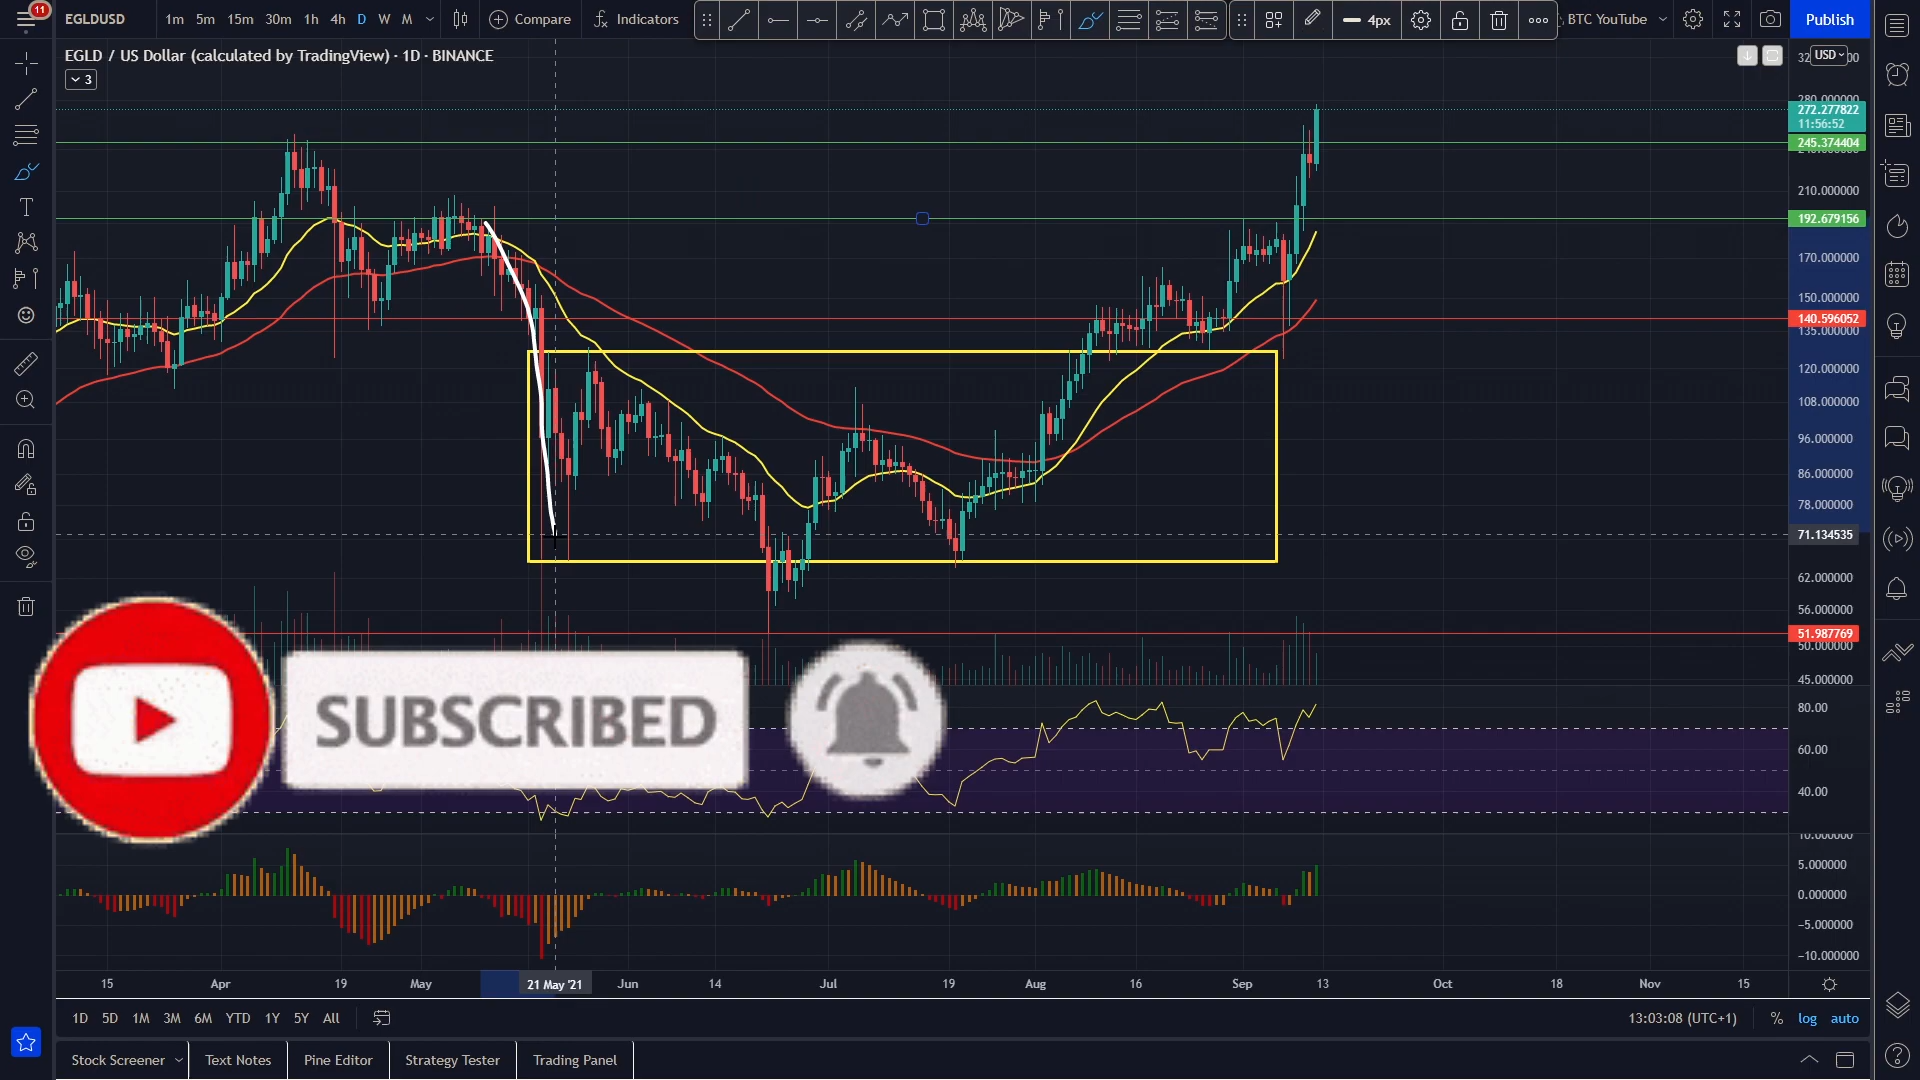 11
EGLDUSD
1m 5m 15m 30m 1h 4h D W M
Compare
Indicators
4px
BTC YouTube
Publish
EGLD / US Dollar (calculated by TradingView) · 1D · BINANCE
3
USD
280.000000
272.277822
11:56:52
245.374404
210.000000
192.679156
170.000000
150.000000
140.596052
135.000000
120.000000
108.000000
96.000000
86.000000
78.000000
71.134535
62.000000
56.000000
51.987769
50.000000
45.000000
80.00
60.00
40.00
SUBSCRIBED
10.000000
5.000000
0.000000
−5.000000
−10.000000
15 Apr 19 May 21 May '21 Jun 14 Jul 19 Aug 16 Sep 13 Oct 18 Nov 15
1D 5D 1M 3M 6M YTD 1Y 5Y All
13:03:08 (UTC+1) % log auto
Stock Screener Text Notes Pine Editor Strategy Tester Trading Panel